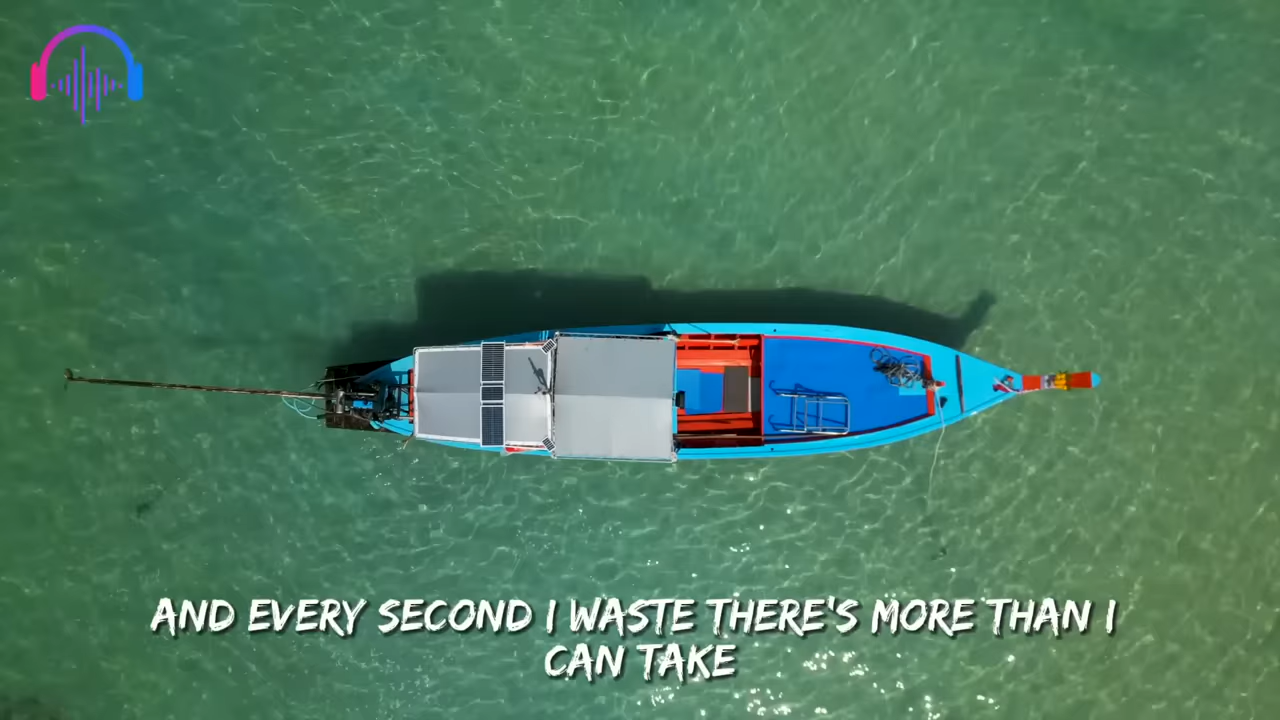 AND EVERY SECOND I WASTE THERE'S MORE THAN I
CAN TAKE